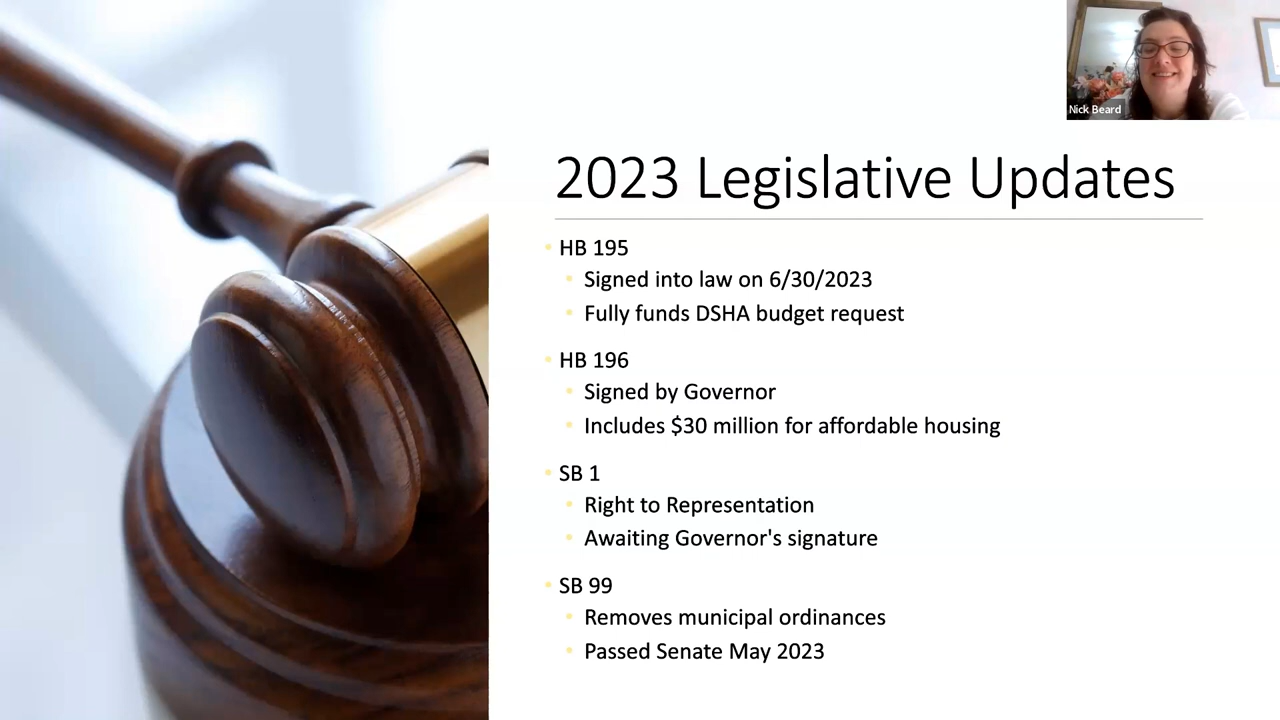 Nick Beard
2023 Legislative Updates
HB 195
Signed into law on 6/30/2023
Fully funds DSHA budget request
HB 196
Signed by Governor
Includes $30 million for affordable housing
SB 1
Right to Representation
Awaiting Governor's signature
SB 99
Removes municipal ordinances
Passed Senate May 2023